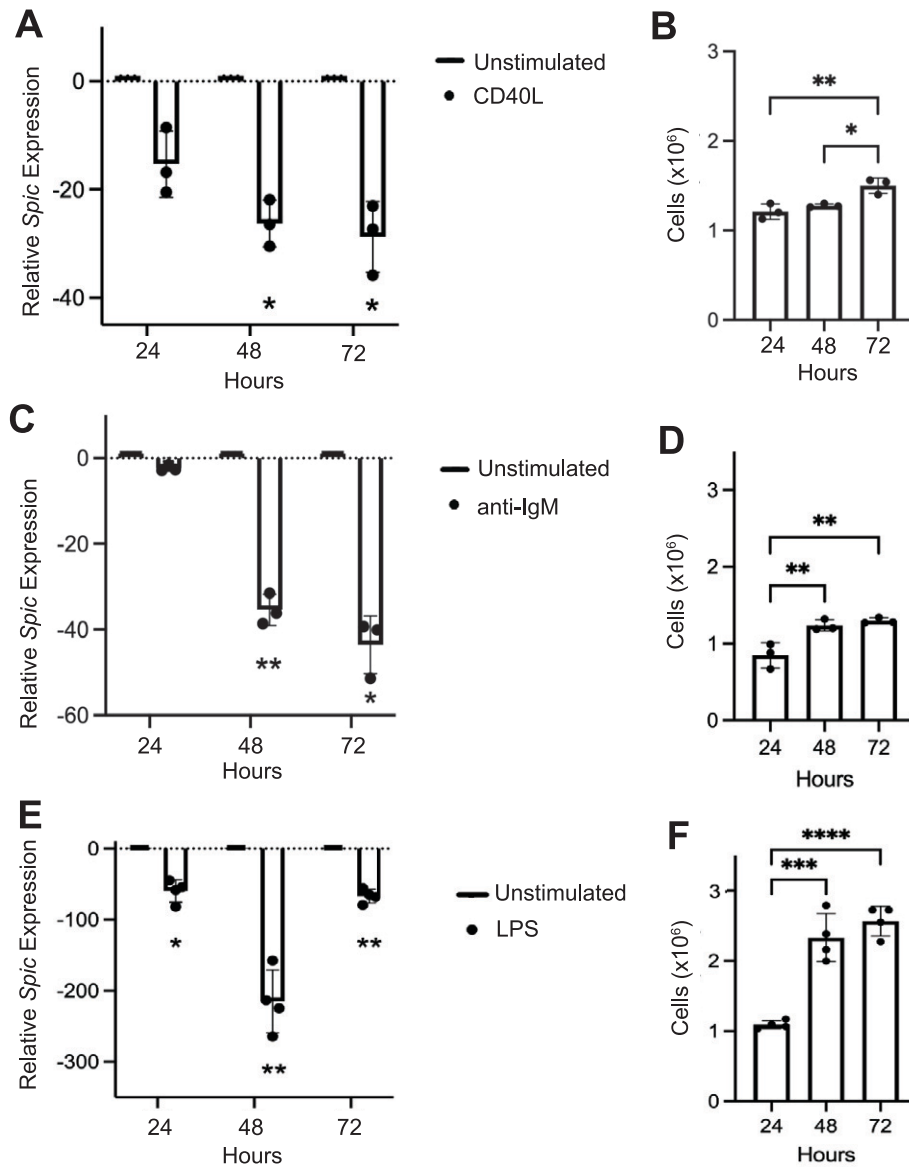 A
Relative Spic Expression
0
-20
-40
***
***
***
*
*
24
48
72
Hours
Unstimulated
CD40L
B
Cells (x10⁶)
3
2
1
0
**
*
24
48
72
Hours
C
Relative Spic Expression
0
-20
-40
-60
**
*
24
48
72
Hours
Unstimulated
anti-IgM
D
Cells (x10⁶)
3
2
1
0
**
**
24
48
72
Hours
E
Relative Spic Expression
0
-100
-200
-300
*
**
**
24
48
72
Hours
Unstimulated
LPS
F
Cells (x10⁶)
3
2
1
0
****
***
24
48
72
Hours